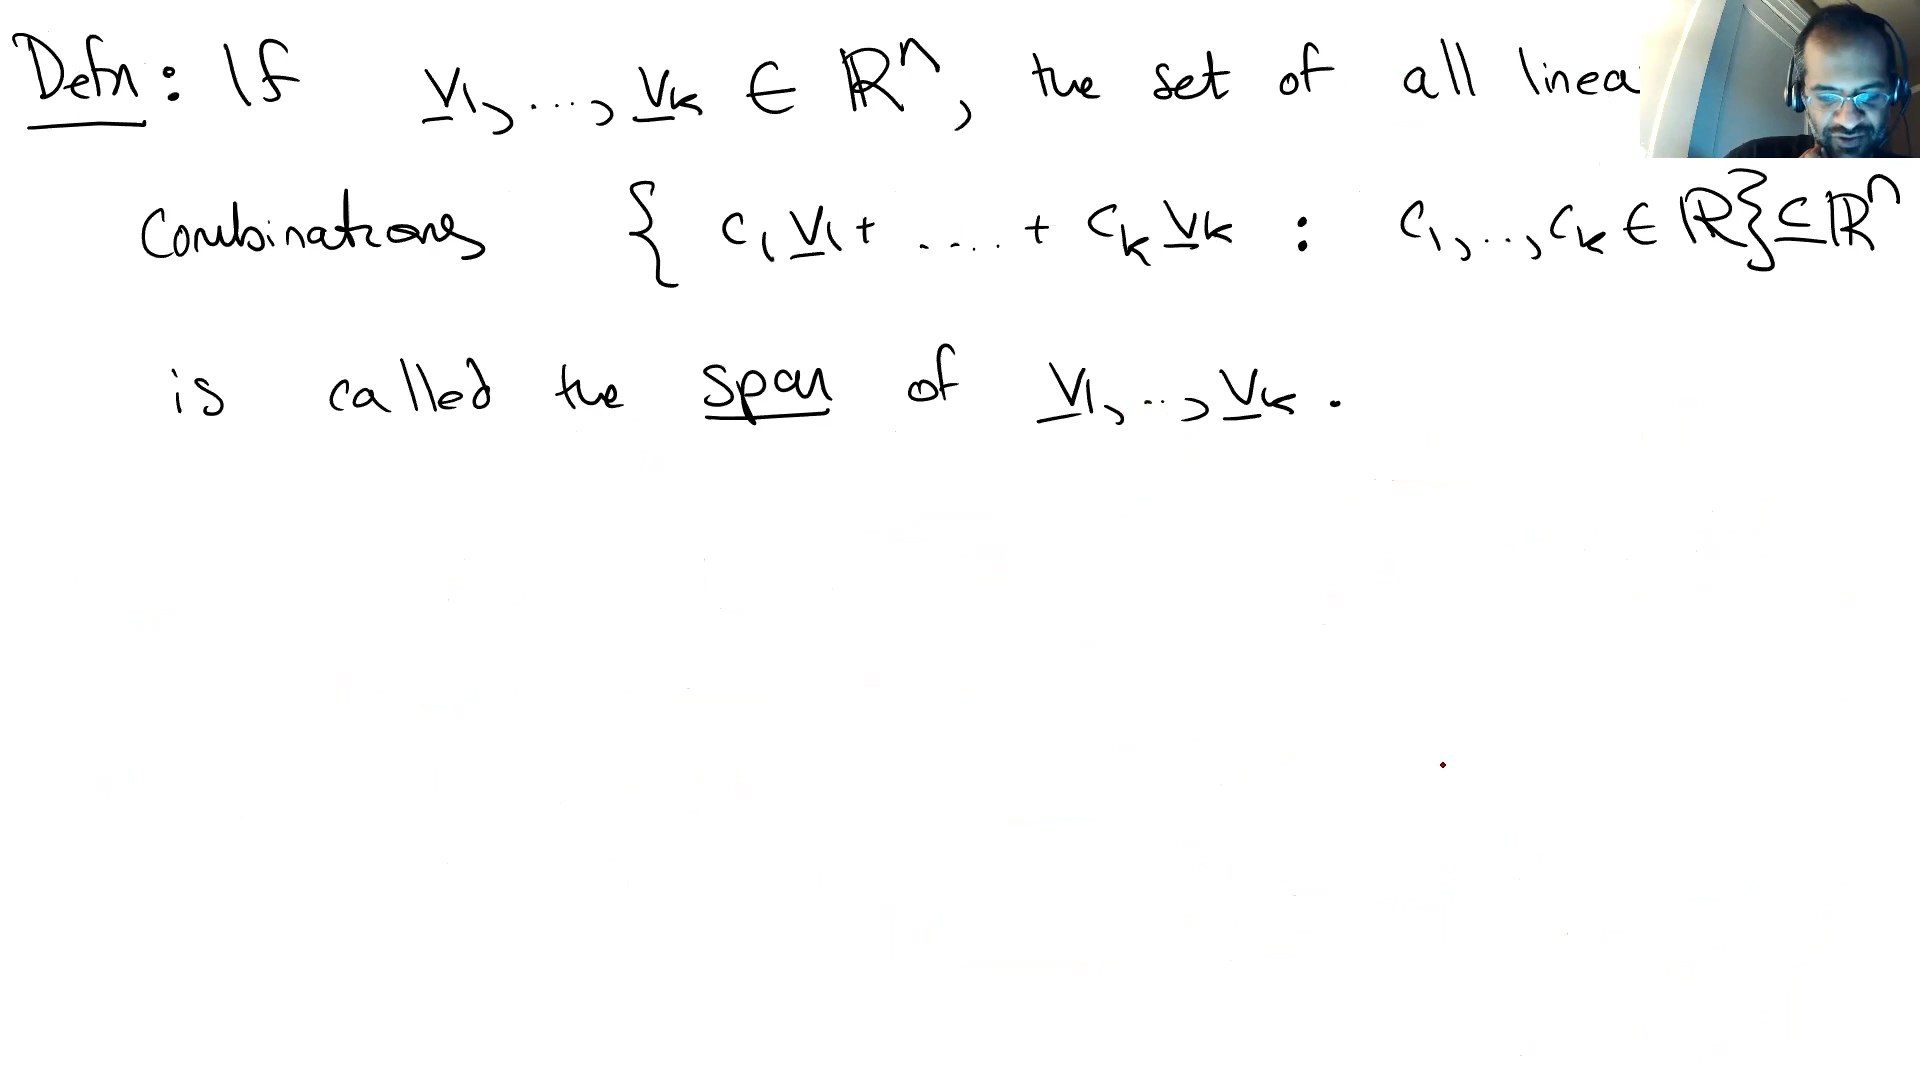 Defn: If v1, ..., vk ∈ ℝⁿ, the set of all linea
Combinations { c₁v1 + .... + cₖvk : c₁, .., cₖ ∈ ℝ} ⊆ ℝⁿ
is called the span of v1, .., vk.